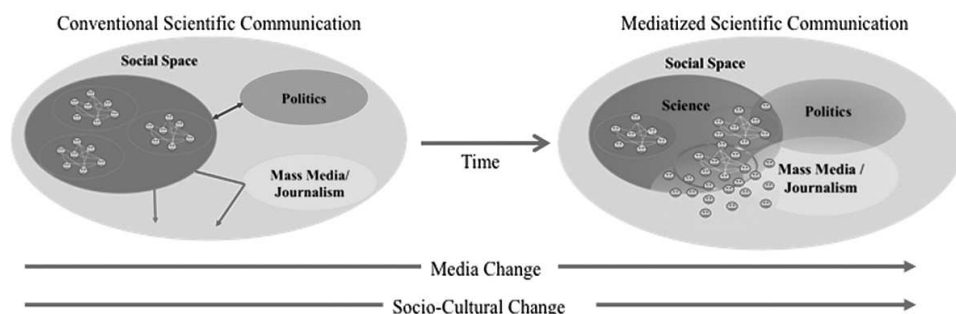 Conventional Scientific Communication
Social Space
Politics
Mass Media/
Journalism
Time
Mediatized Scientific Communication
Social Space
Science
Politics
Mass Media /
Journalism
Media Change
Socio-Cultural Change